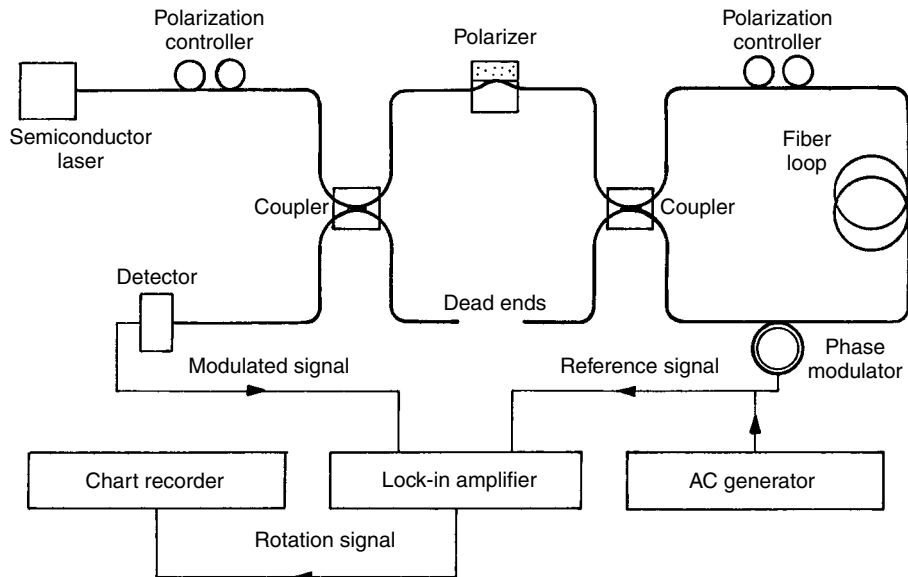 Polarization
controller
Polarizer
Polarization
controller
Semiconductor
laser
Fiber
loop
Coupler
Coupler
Detector
Dead ends
Modulated signal
Reference signal
Phase
modulator
Chart recorder
Lock-in amplifier
AC generator
Rotation signal